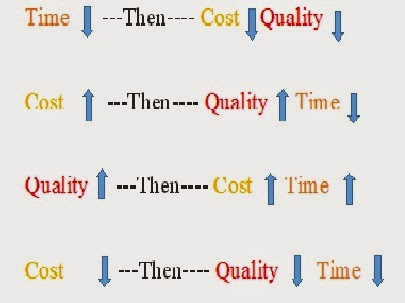 Time ---Then---- Cost Quality
Cost ---Then---- Quality Time
Quality ---Then---- Cost Time
Cost ---Then---- Quality Time